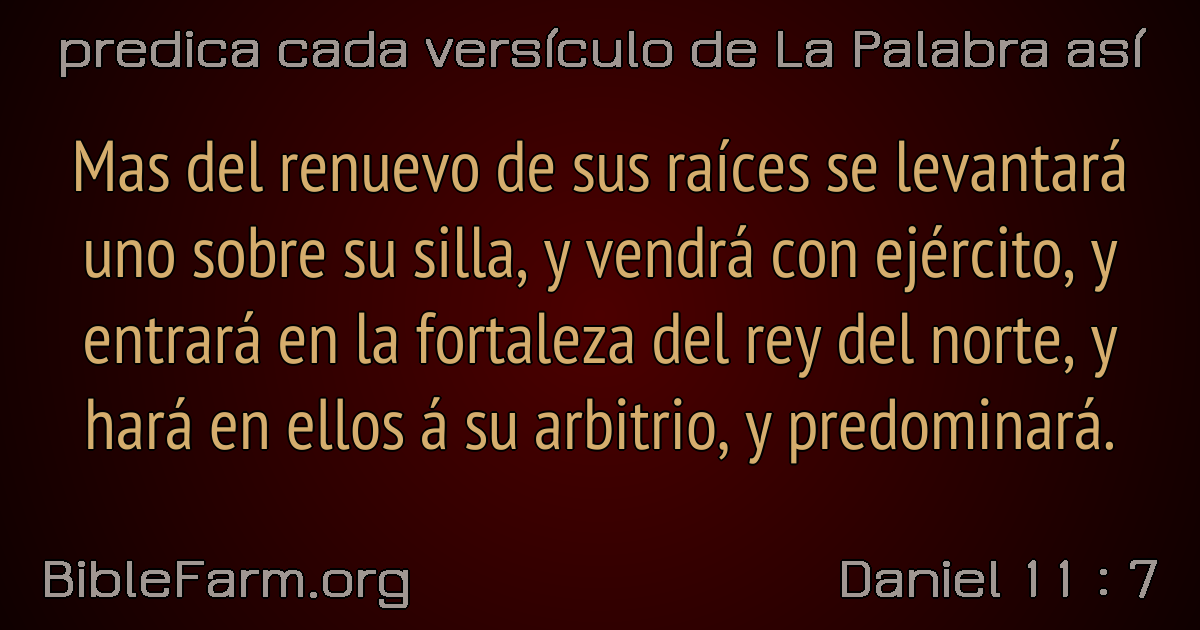 predica cada versículo de La Palabra así
Mas del renuevo de sus raíces se levantará
uno sobre su silla, y vendrá con ejército, y
entrará en la fortaleza del rey del norte, y
hará en ellos á su arbitrio, y predominará.
BibleFarm.org
Daniel 11 : 7